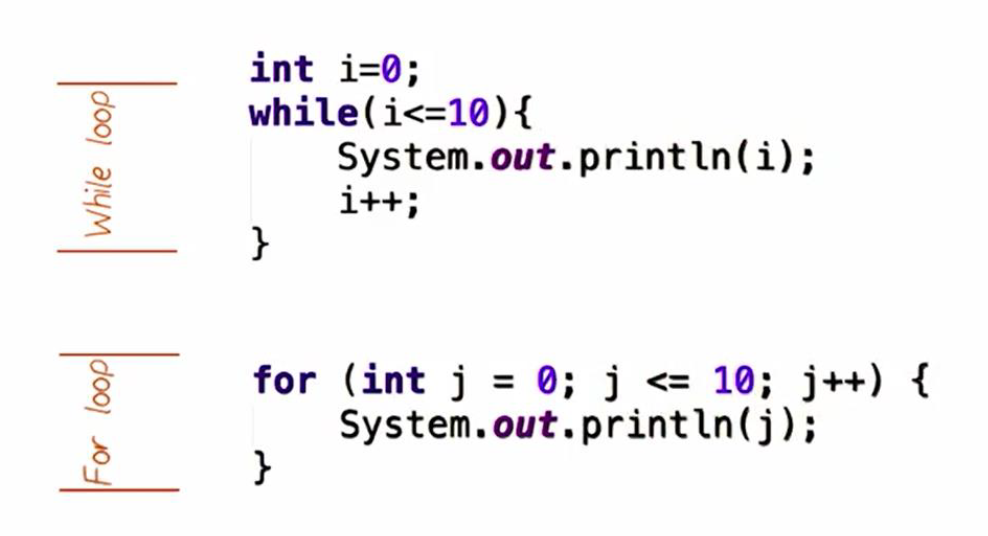 While loop
int i=0;
while(i<=10){
    System.out.println(i);
    i++;
}
For loop
for (int j = 0; j <= 10; j++) {
    System.out.println(j);
}